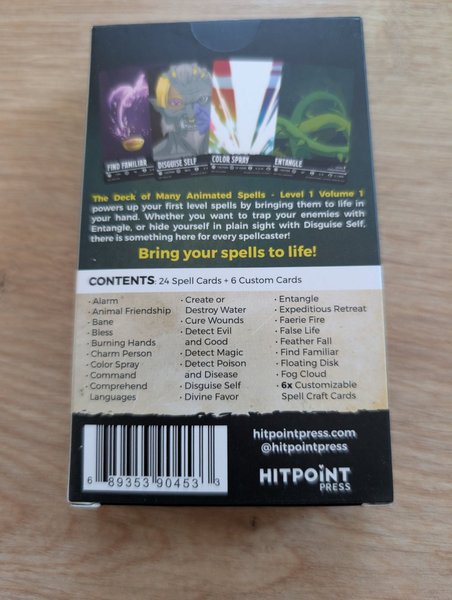 FIND FAMILIAR
DISGUISE SELF
COLOR SPRAY
ENTANGLE
The Deck of Many Animated Spells - Level 1 Volume 1
powers up your first level spells by bringing them to life in
your hand. Whether you want to trap your enemies with
Entangle, or hide yourself in plain sight with Disguise Self,
there is something here for every spellcaster!
Bring your spells to life!
CONTENTS: 24 Spell Cards + 6 Custom Cards
• Alarm
• Animal Friendship
• Bane
• Bless
• Burning Hands
• Charm Person
• Color Spray
• Command
• Comprehend
Languages
• Create or
Destroy Water
• Cure Wounds
• Detect Evil
and Good
• Detect Magic
• Detect Poison
and Disease
• Disguise Self
• Divine Favor
• Entangle
• Expeditious Retreat
• Faerie Fire
• False Life
• Feather Fall
• Find Familiar
• Floating Disk
• Fog Cloud
• 6x Customizable
Spell Craft Cards
6 89353 90453 3
hitpointpress.com
@hitpointpress
HITPOINT
PRESS